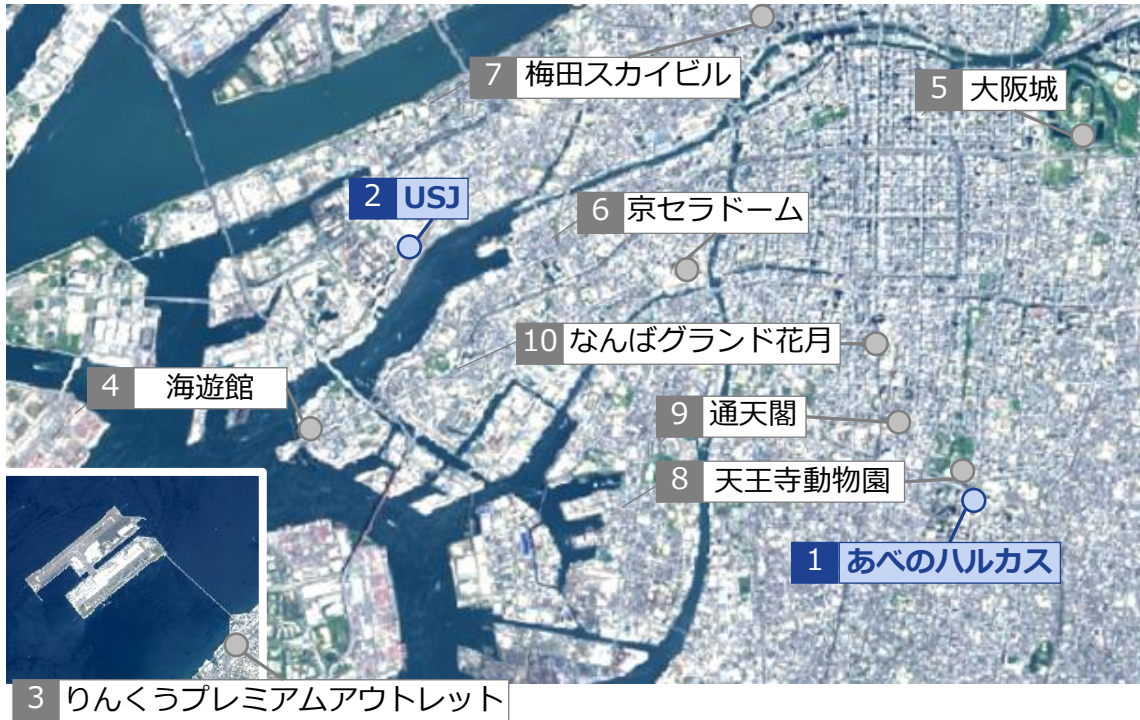 7 梅田スカイビル
5 大阪城
2 USJ
6 京セラドーム
10 なんばグランド花月
4 海遊館
9 通天閣
8 天王寺動物園
1 あべのハルカス
3 りんくうプレミアムアウトレット